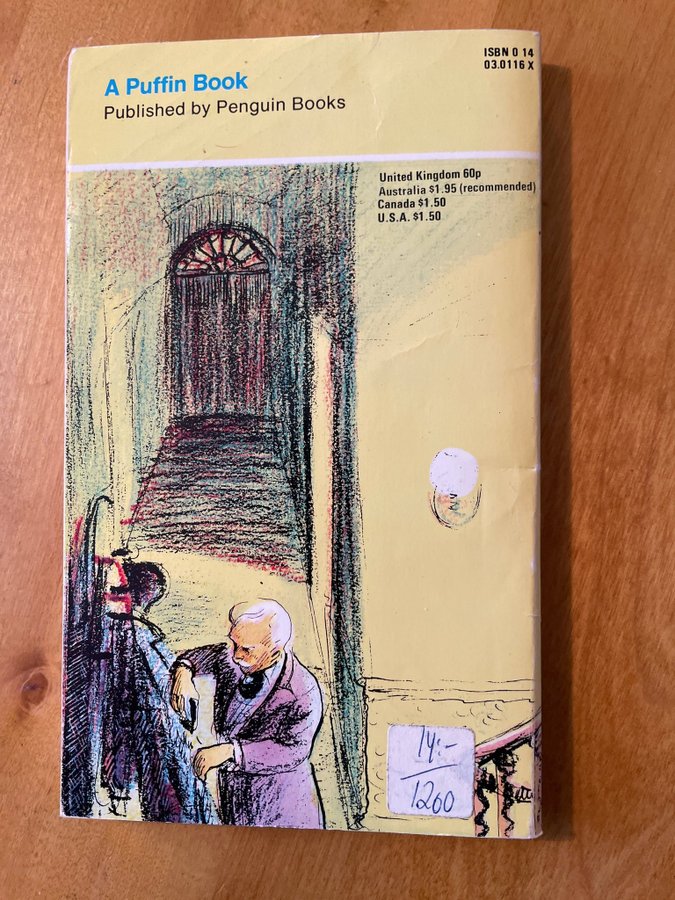 A Puffin Book
Published by Penguin Books
ISBN 0 14
03.0116 X
United Kingdom 60p
Australia $1.95 (recommended)
Canada $1.50
U.S.A. $1.50
14:-
1200